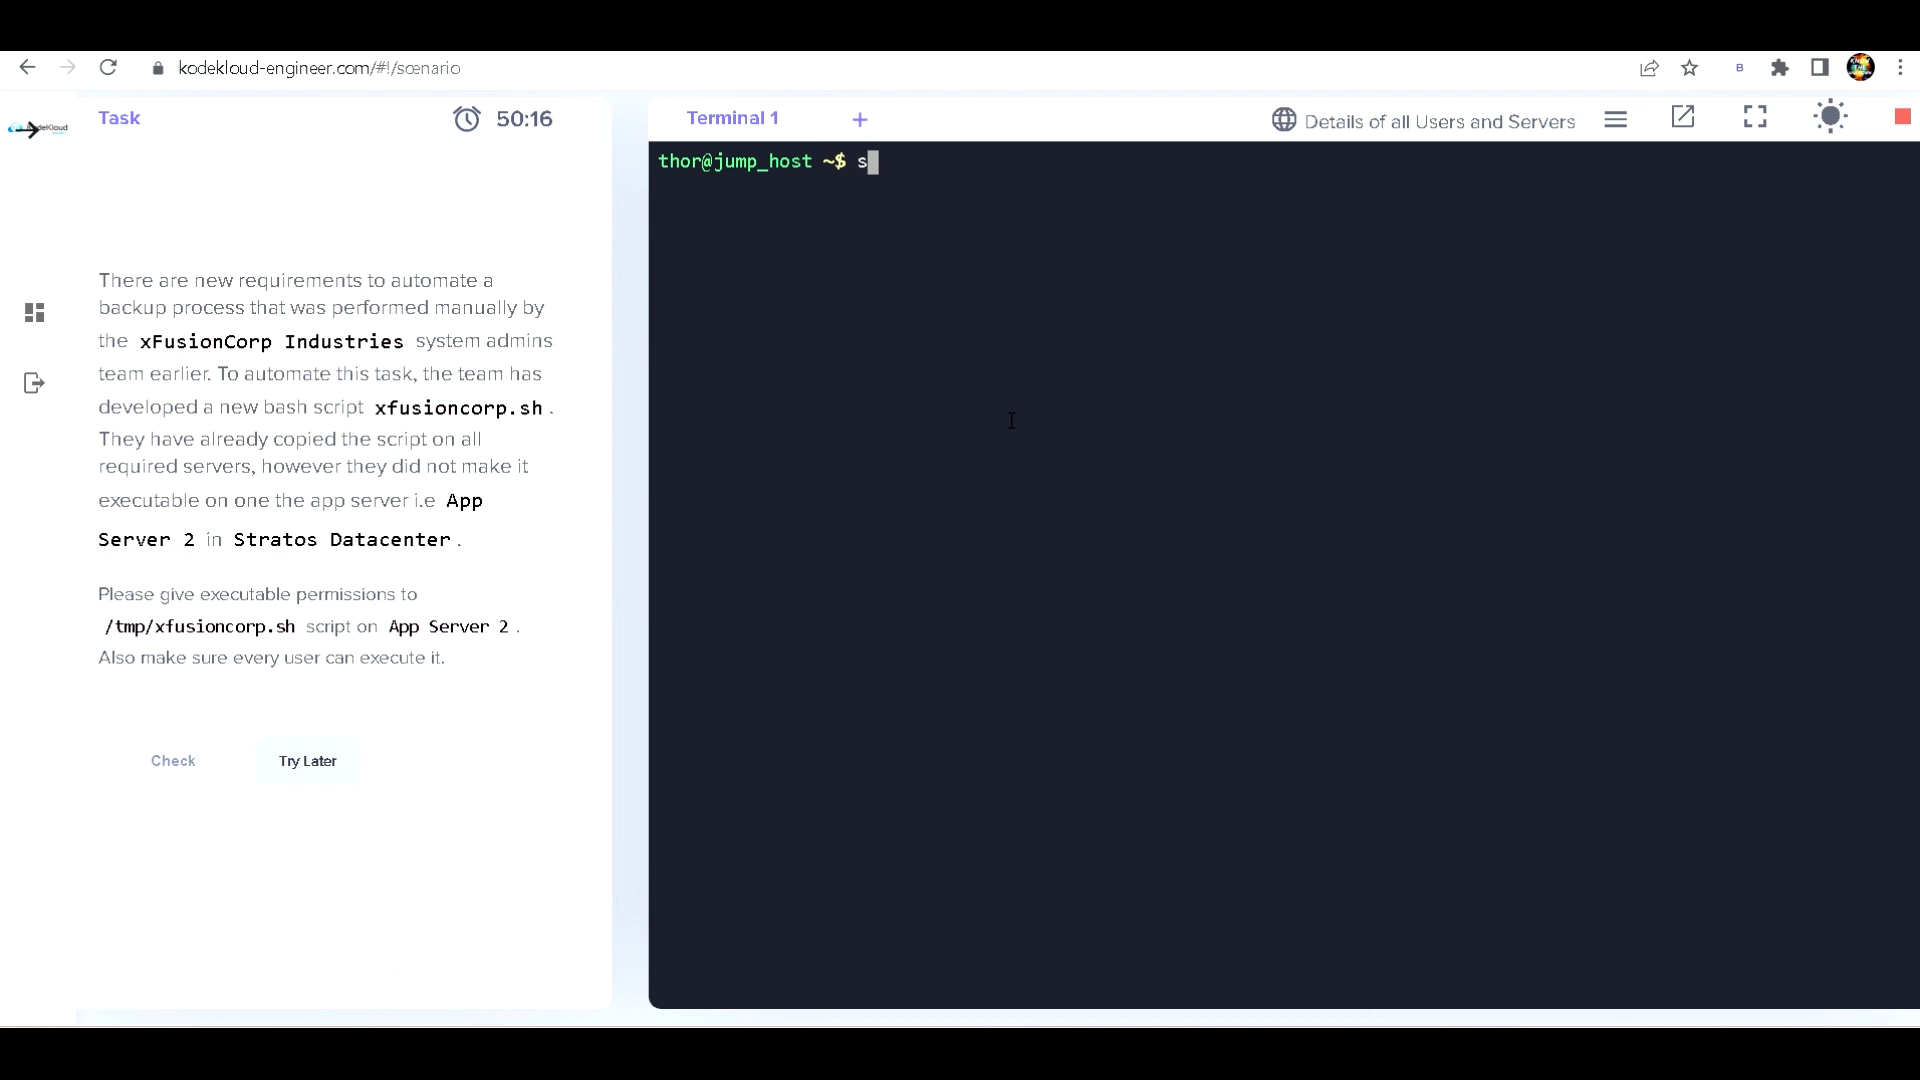 kodekloud-engineer.com/#!/scenario
Task
50:16
Terminal 1
+
Details of all Users and Servers
thor@jump_host ~$ s
There are new requirements to automate a
backup process that was performed manually by
the xFusionCorp Industries system admins
team earlier. To automate this task, the team has
developed a new bash script xfusioncorp.sh .
They have already copied the script on all
required servers, however they did not make it
executable on one the app server i.e App
Server 2 in Stratos Datacenter .
Please give executable permissions to
/tmp/xfusioncorp.sh script on App Server 2 .
Also make sure every user can execute it.
Check
Try Later